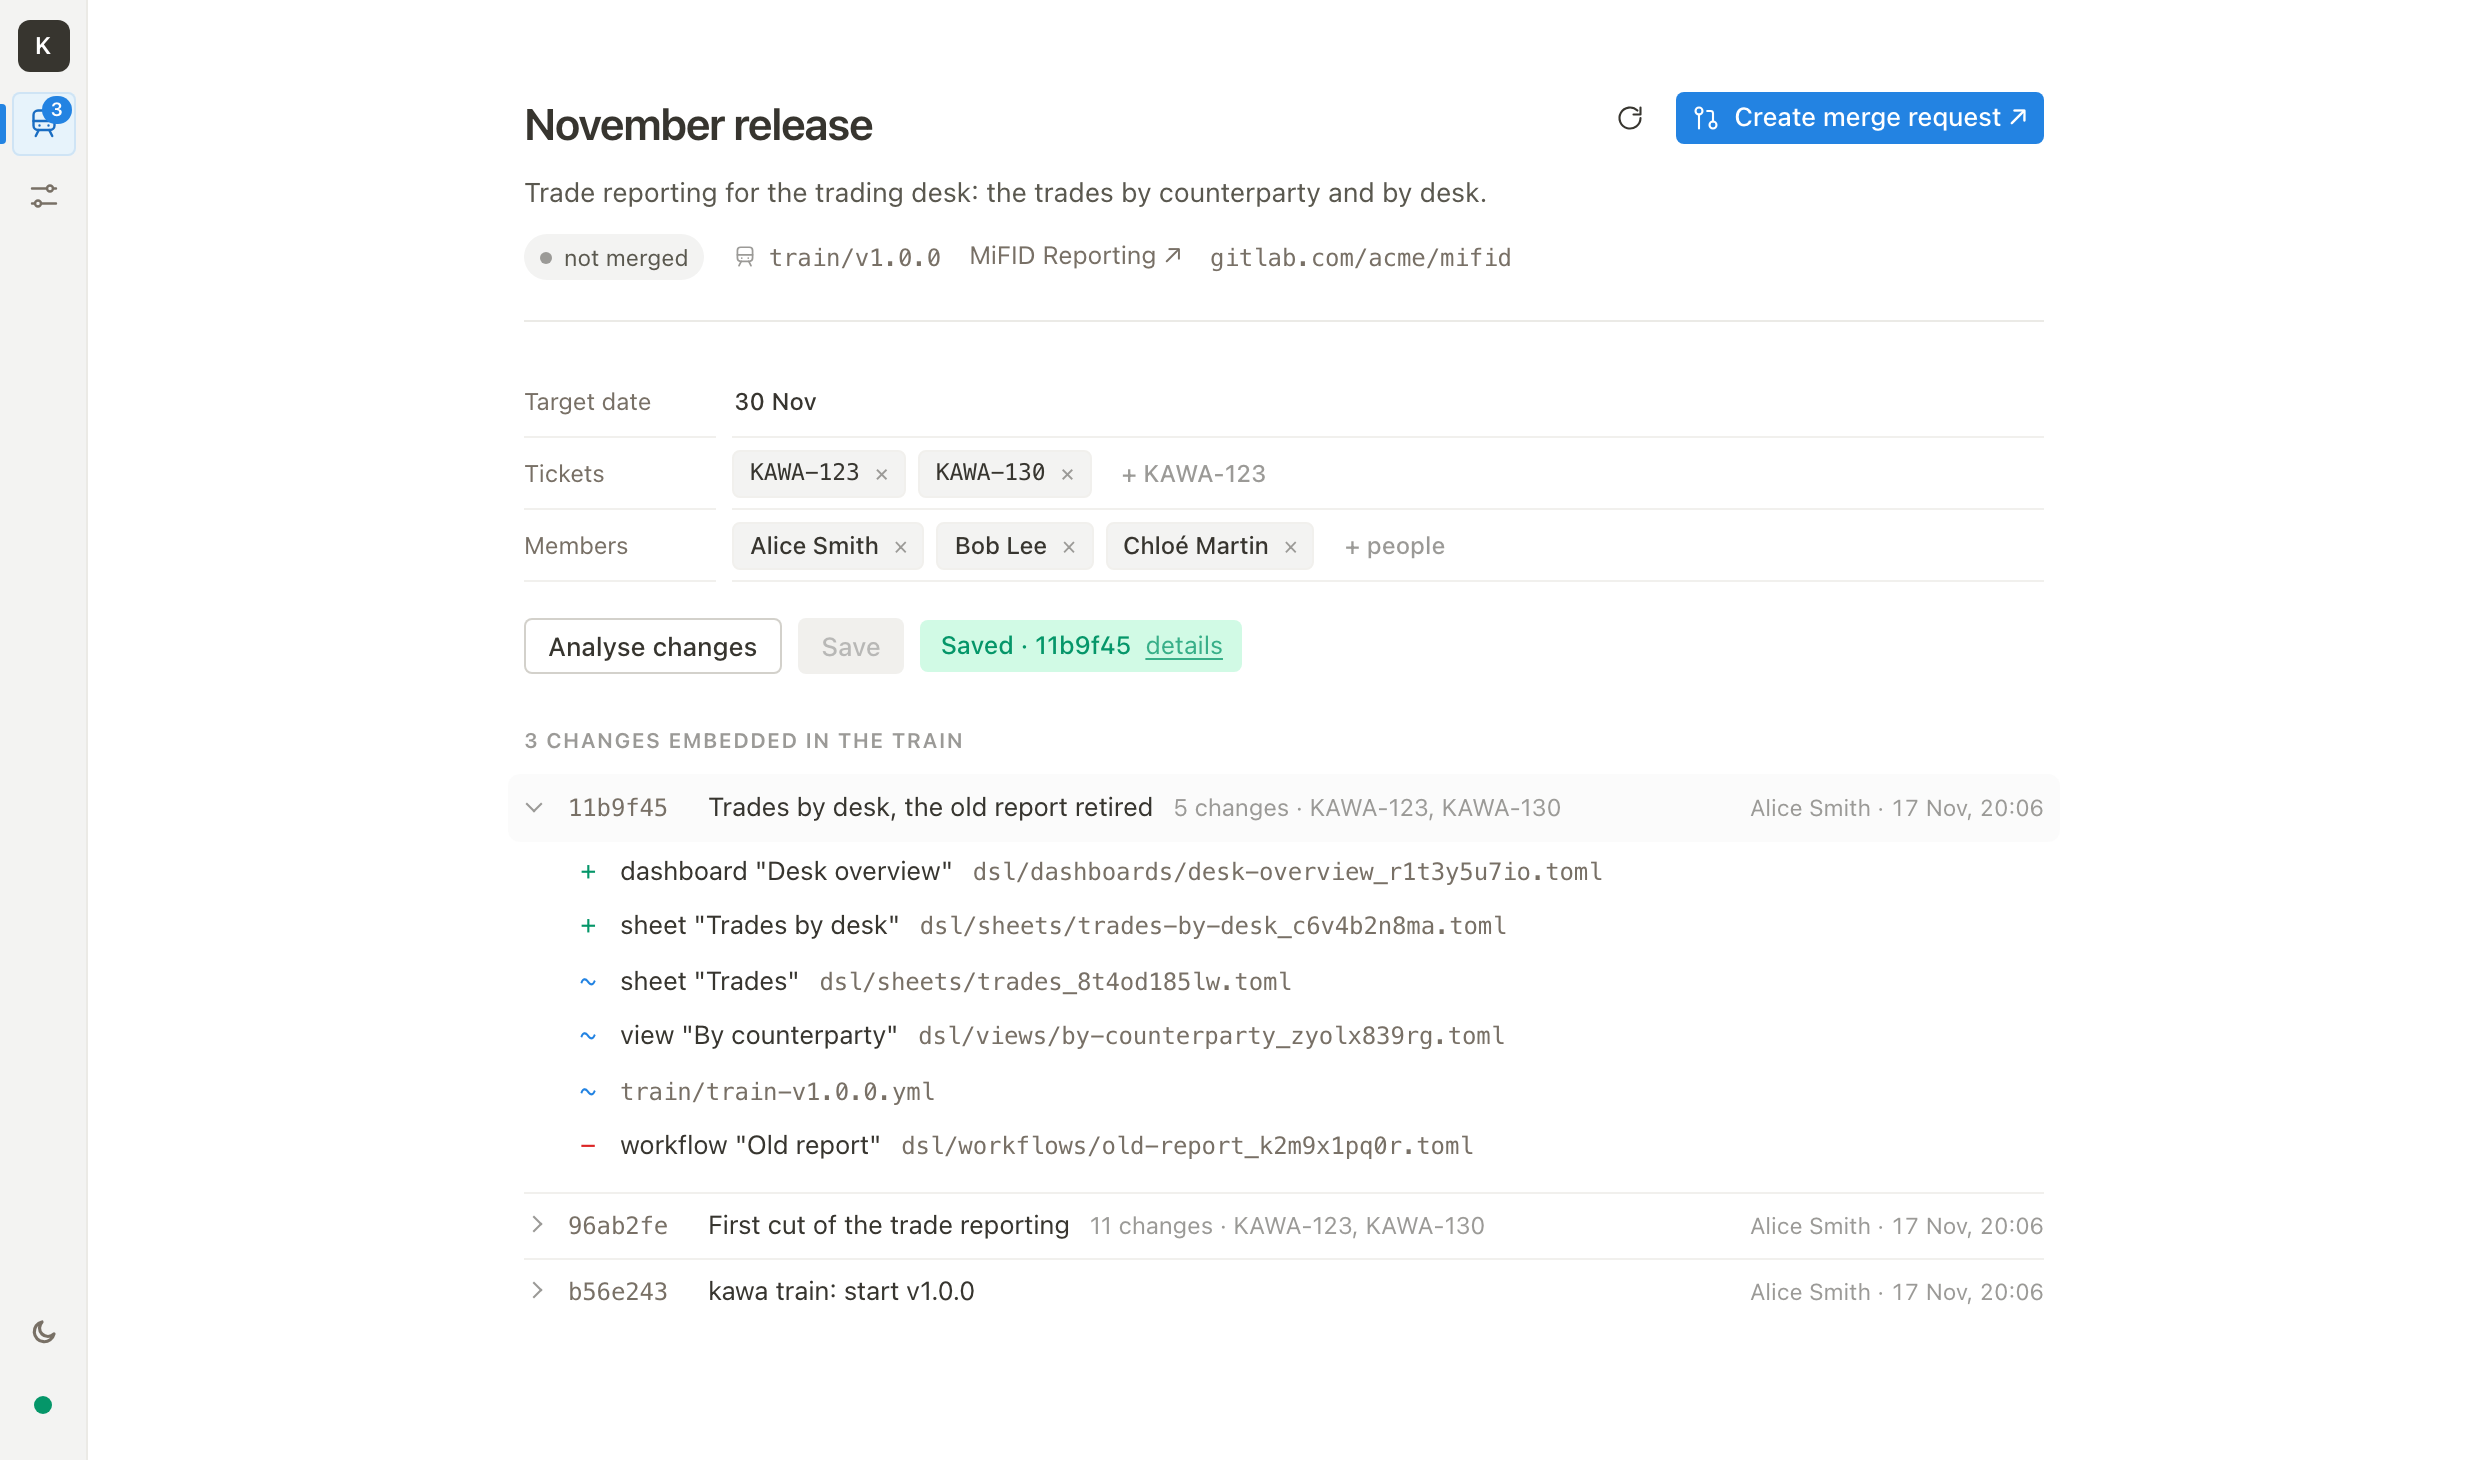 K
3
November release
Create merge request ↗
Trade reporting for the trading desk: the trades by counterparty and by desk.
not merged train/v1.0.0 MiFID Reporting ↗ gitlab.com/acme/mifid
Target date 30 Nov
Tickets KAWA-123 × KAWA-130 × + KAWA-123
Members Alice Smith × Bob Lee × Chloé Martin × + people
Analyse changes Save Saved · 11b9f45 details
3 CHANGES EMBEDDED IN THE TRAIN
11b9f45 Trades by desk, the old report retired 5 changes · KAWA-123, KAWA-130 Alice Smith · 17 Nov, 20:06
+ dashboard "Desk overview" dsl/dashboards/desk-overview_r1t3y5u7io.toml
+ sheet "Trades by desk" dsl/sheets/trades-by-desk_c6v4b2n8ma.toml
~ sheet "Trades" dsl/sheets/trades_8t4od185lw.toml
~ view "By counterparty" dsl/views/by-counterparty_zyolx839rg.toml
~ train/train-v1.0.0.yml
− workflow "Old report" dsl/workflows/old-report_k2m9x1pq0r.toml
96ab2fe First cut of the trade reporting 11 changes · KAWA-123, KAWA-130 Alice Smith · 17 Nov, 20:06
b56e243 kawa train: start v1.0.0 Alice Smith · 17 Nov, 20:06